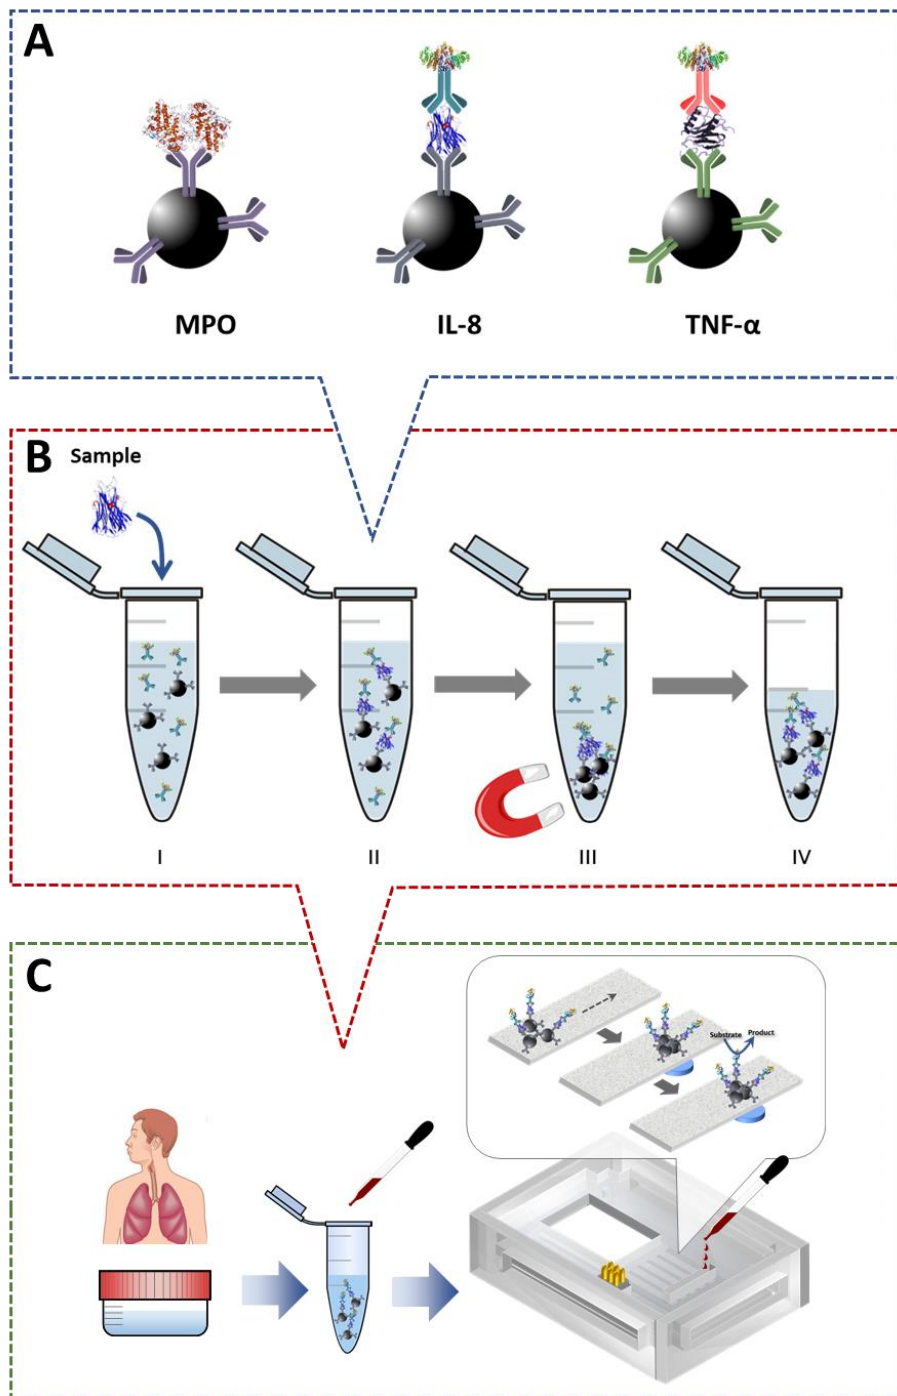 A
MPO IL-8 TNF-α
B
Sample
I II III IV
C
Substrate Product